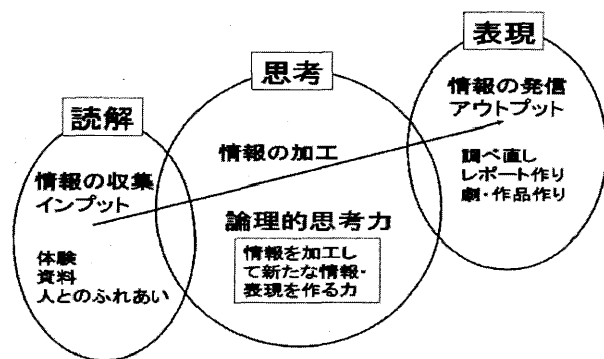 読解
情報の収集
インプット
体験
資料
人とのふれあい
思考
情報の加工
論理的思考力
情報を加工し
て新たな情報・
表現を作る力
表現
情報の発信
アウトプット
調べ直し
レポート作り
劇・作品作り